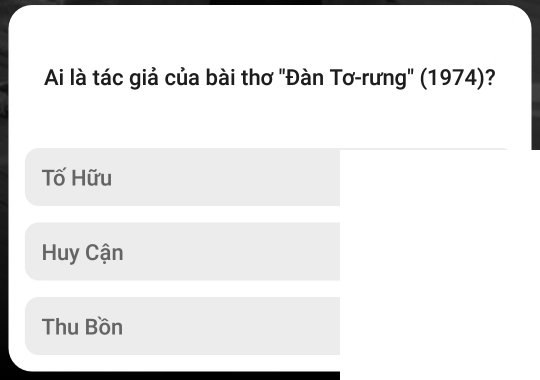 Ai là tác giả của bài thơ "Đàn Tơ-rưng" (1974)?
Tố Hữu
Huy Cận
Thu Bồn